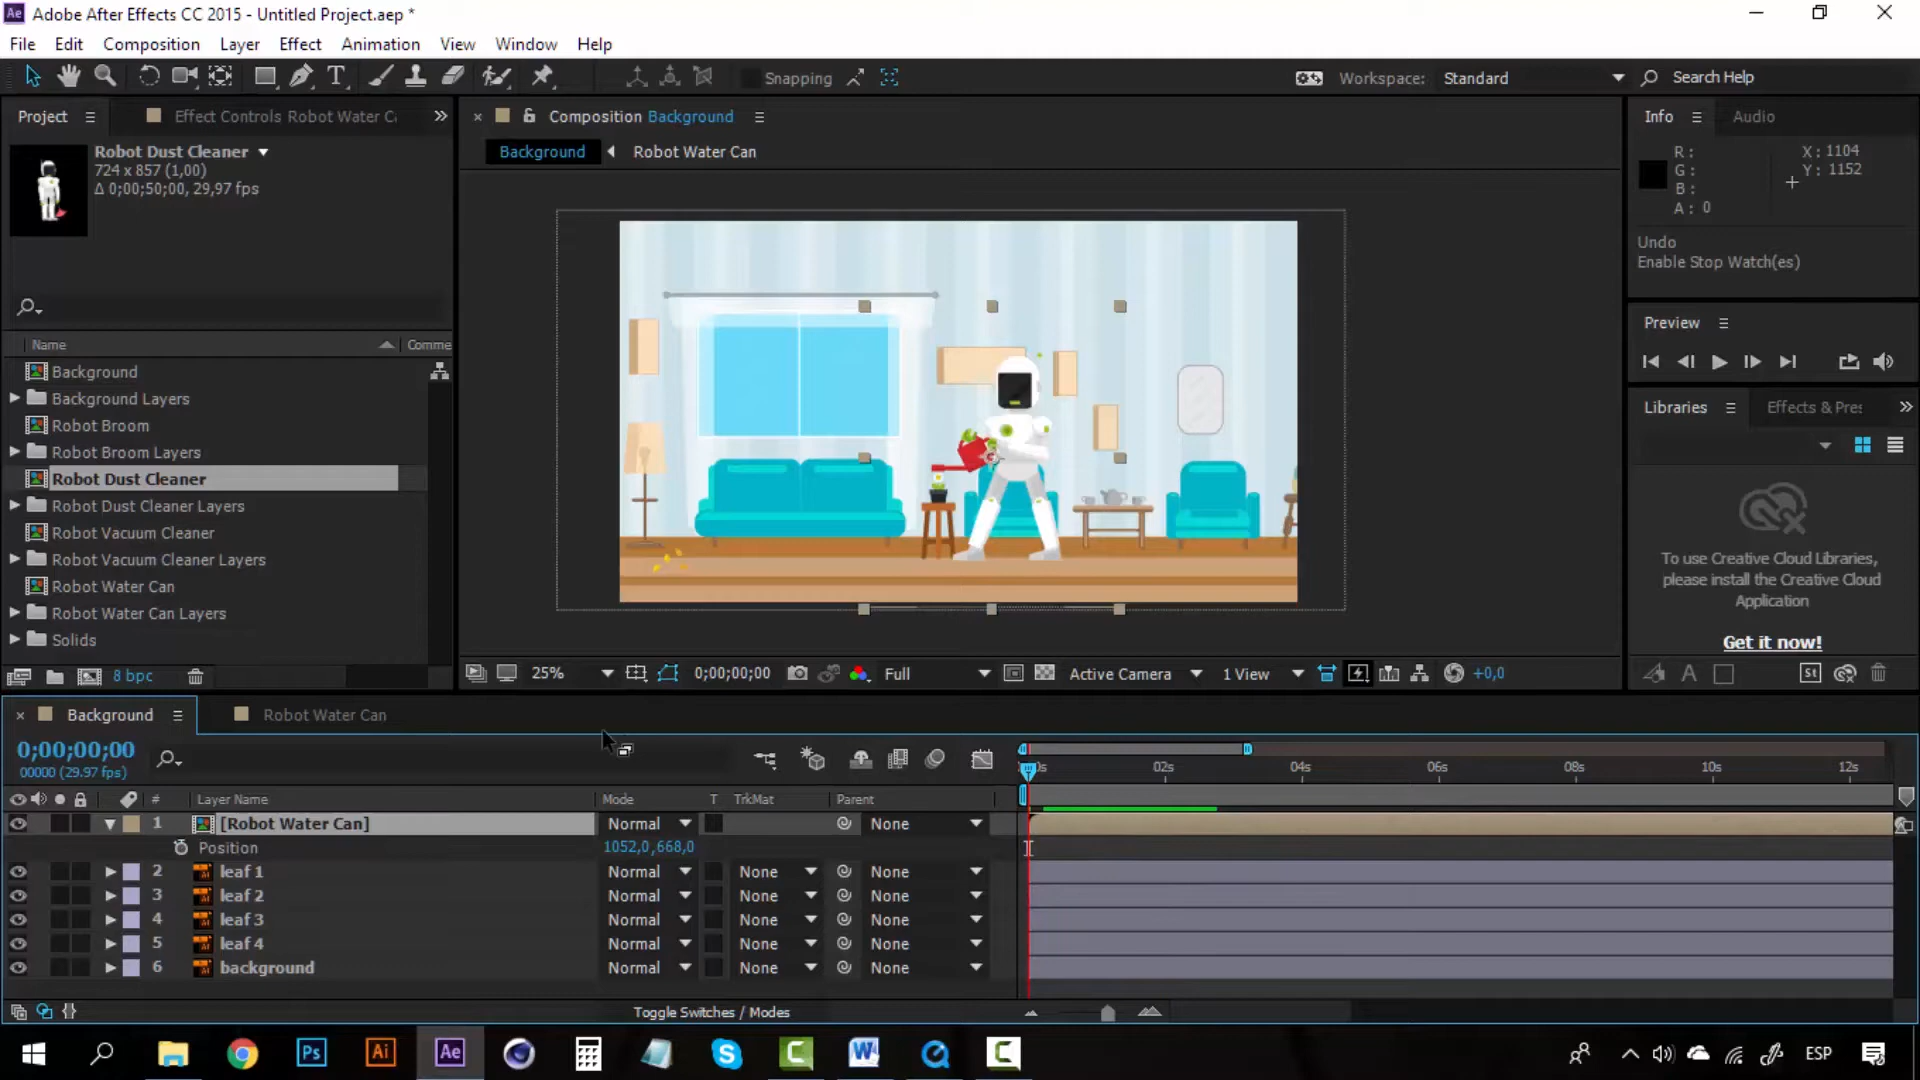 Adobe After Effects CC 2015 - Untitled Project.aep *
File Edit Composition Layer Effect Animation View Window Help
Snapping
Workspace: Standard
Search Help
Project
Effect Controls Robot Water Ca
Robot Dust Cleaner
724 x 857 (1,00)
Δ 0;00;50;00, 29,97 fps
Name
Comme
Background
Background Layers
Robot Broom
Robot Broom Layers
Robot Dust Cleaner
Robot Dust Cleaner Layers
Robot Vacuum Cleaner
Robot Vacuum Cleaner Layers
Robot Water Can
Robot Water Can Layers
Solids
8 bpc
Composition Background
Background
Robot Water Can
25%
0;00;00;00
Full
Active Camera
1 View
+0,0
Info
Audio
R :
G :
B :
A : 0
X : 1104
Y : 1152
Undo
Enable Stop Watch(es)
Preview
Libraries
Effects & Pres
To use Creative Cloud Libraries,
please install the Creative Cloud
Application
Get it now!
St
Background
Robot Water Can
0;00;00;00
00000 (29.97 fps)
0s 02s 04s 06s 08s 10s 12s
# Layer Name Mode T TrkMat Parent
1 [Robot Water Can] Normal None
Position 1052,0,668,0
2 leaf 1 Normal None None
3 leaf 2 Normal None None
4 leaf 3 Normal None None
5 leaf 4 Normal None None
6 background Normal None None
Toggle Switches / Modes
Ps
Ai
Ae
ESP